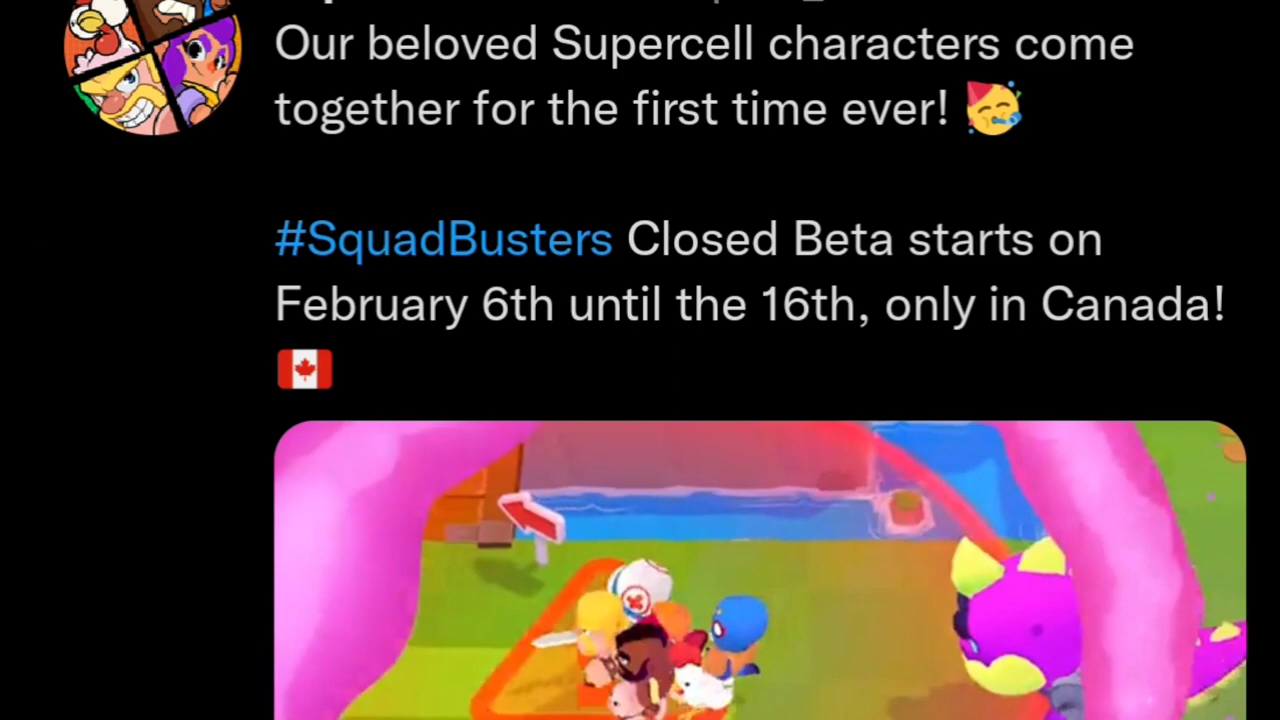 Our beloved Supercell characters come
together for the first time ever! 🥳
#SquadBusters Closed Beta starts on
February 6th until the 16th, only in Canada!
🇨🇦